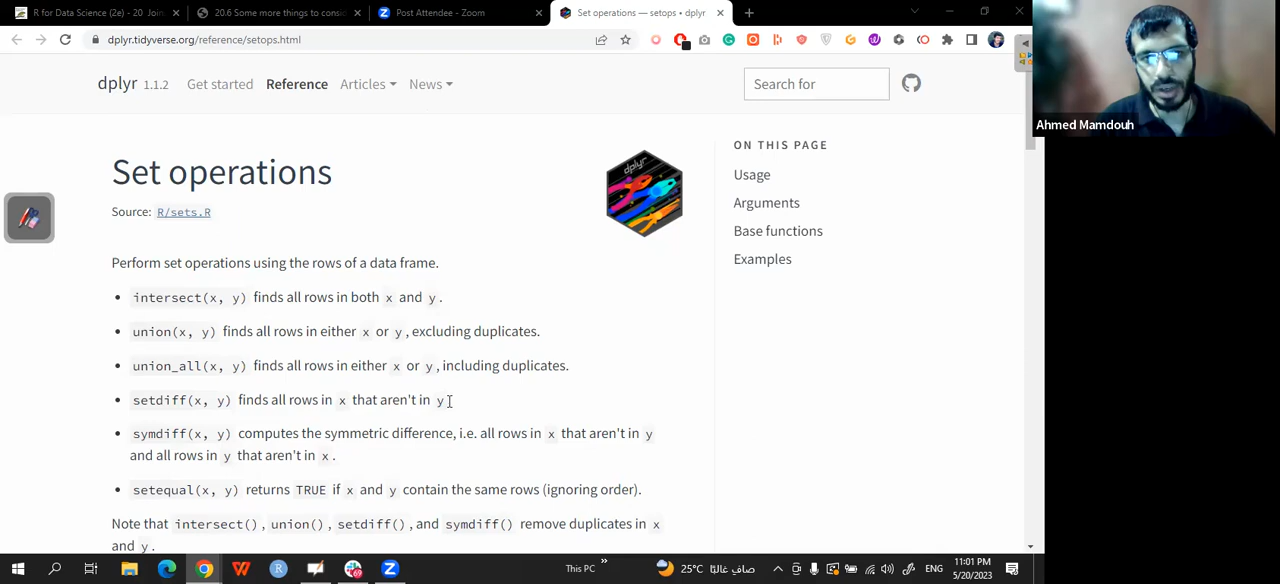 R for Data Science (2e) - 20 Join
20.6 Some more things to consi
Post Attendee - Zoom
Set operations — setops • dplyr
dplyr.tidyverse.org/reference/setops.html
dplyr 1.1.2 Get started Reference Articles News
Search for
Ahmed Mamdouh
Set operations
dplyr
Source: R/sets.R
ON THIS PAGE
Usage
Arguments
Base functions
Examples
Perform set operations using the rows of a data frame.
intersect(x, y) finds all rows in both x and y.
union(x, y) finds all rows in either x or y, excluding duplicates.
union_all(x, y) finds all rows in either x or y, including duplicates.
setdiff(x, y) finds all rows in x that aren't in y
symdiff(x, y) computes the symmetric difference, i.e. all rows in x that aren't in y
and all rows in y that aren't in x.
setequal(x, y) returns TRUE if x and y contain the same rows (ignoring order).
Note that intersect(), union(), setdiff(), and symdiff() remove duplicates in x
and y.
This PC
25°C صافي غالبًا
ENG
11:01 PM
5/20/2023